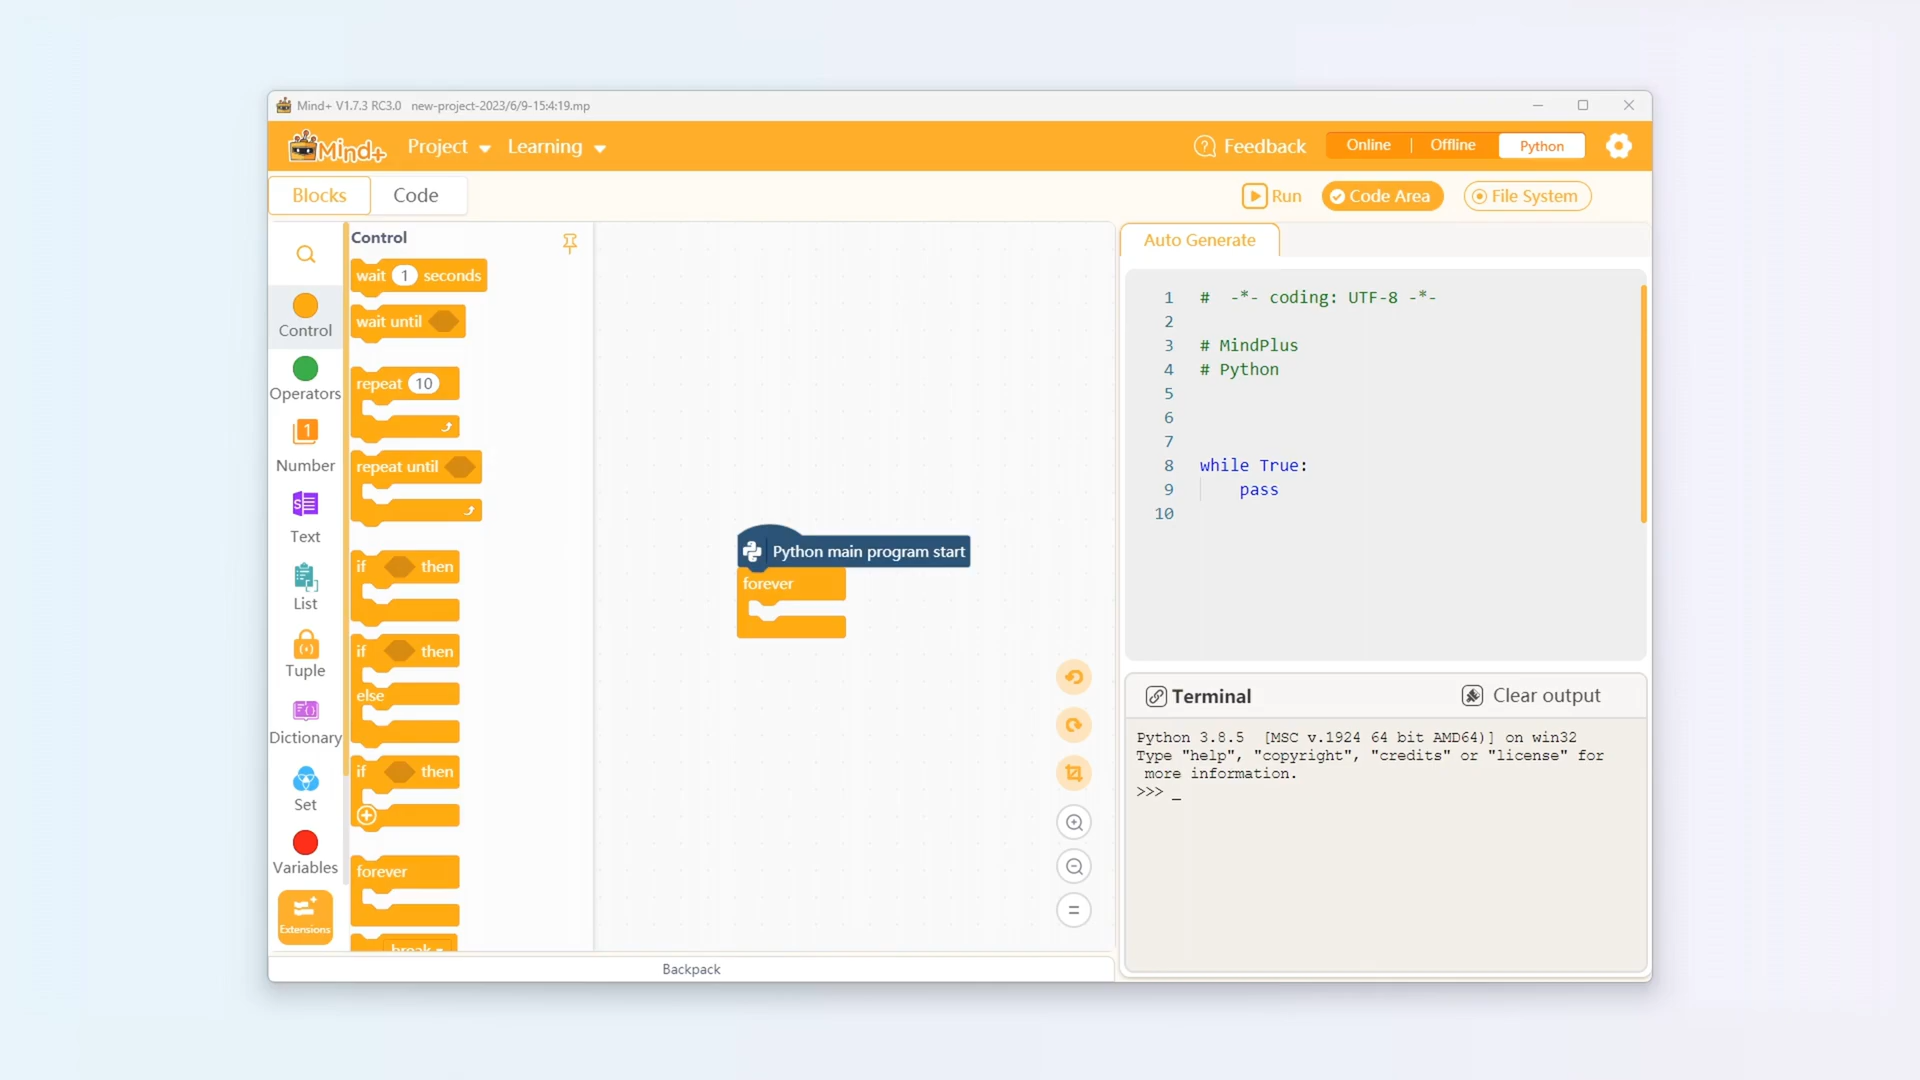 Mind+ V1.7.3 RC3.0 new-project-2023/6/9-15:4:19.mp
Mind+ Project Learning Feedback Online | Offline Python
Blocks Code Run Code Area File System
Control
wait 1 seconds
wait until
repeat 10
repeat until
if then
if then
else
if then
forever
break
Control
Operators
1
Number
S
Text
List
Tuple
Dictionary
Set
Variables
Extensions
Python main program start
forever
Backpack
Auto Generate
1 # -*- coding: UTF-8 -*-
2
3 # MindPlus
4 # Python
5
6
7
8 while True:
9 pass
10
Terminal Clear output
Python 3.8.5 [MSC v.1924 64 bit AMD64)] on win32
Type "help", "copyright", "credits" or "license" for
more information.
>>> _